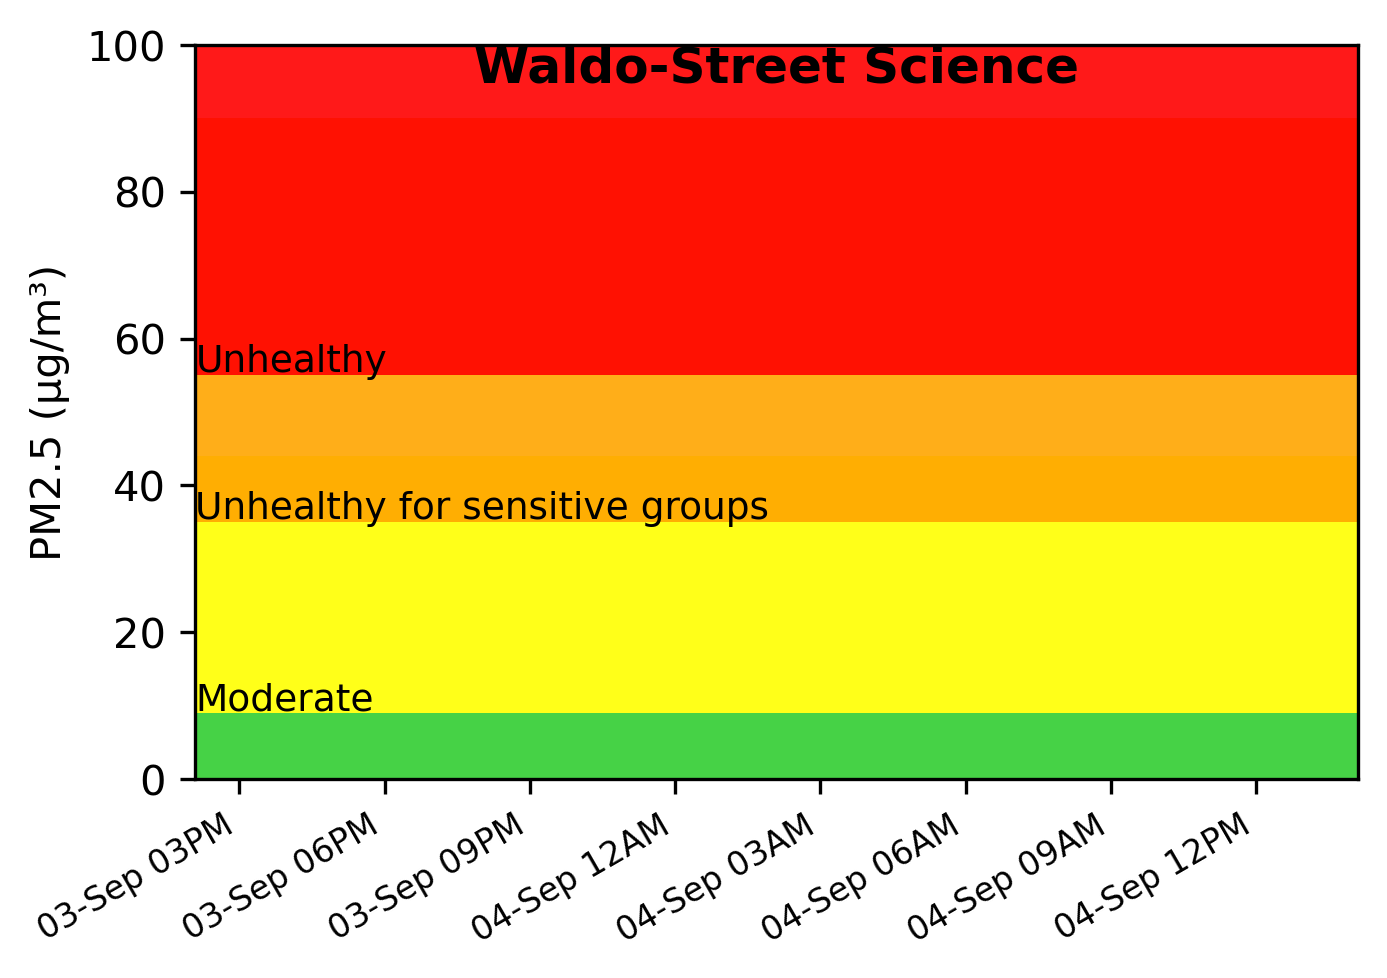 Waldo-Street Science
PM2.5 (µg/m³)
100
80
60
Unhealthy
40
Unhealthy for sensitive groups
20
Moderate
0
03-Sep 03PM
03-Sep 06PM
03-Sep 09PM
04-Sep 12AM
04-Sep 03AM
04-Sep 06AM
04-Sep 09AM
04-Sep 12PM